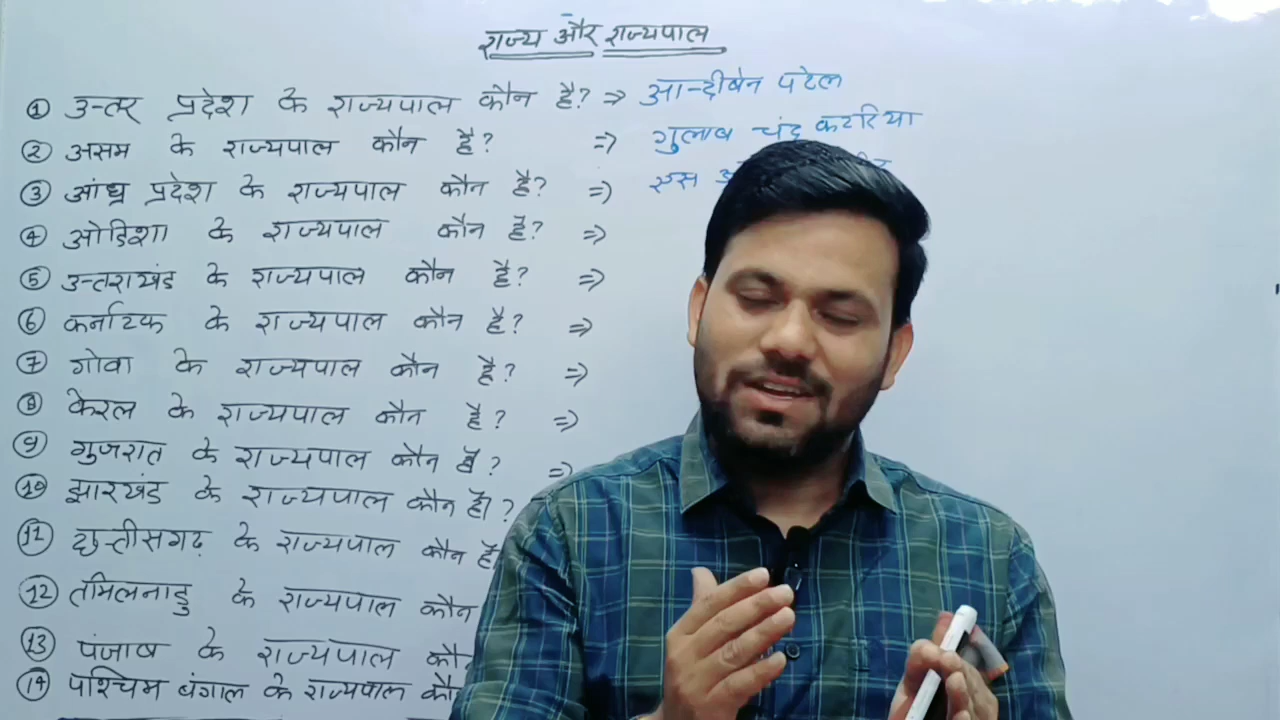 राज्य और राज्यपाल
① उत्तर प्रदेश के राज्यपाल कौन है? ⇒ आन्दीबेन पटेल
② असम के राज्यपाल कौन है? ⇒ गुलाब चंद्र कटारिया
③ आंध्र प्रदेश के राज्यपाल कौन है? ⇒ एस
④ ओडिशा के राज्यपाल कौन है? ⇒
⑤ उत्तराखंड के राज्यपाल कौन है? ⇒
⑥ कर्नाटक के राज्यपाल कौन है? ⇒
⑦ गोवा के राज्यपाल कौन है? ⇒
⑧ केरल के राज्यपाल कौन है? ⇒
⑨ गुजरात के राज्यपाल कौन है? ⇒
⑩ झारखंड के राज्यपाल कौन है? ⇒
⑪ छत्तीसगढ़ के राज्यपाल कौन है
⑫ तमिलनाडु के राज्यपाल कौन
⑬ पंजाब के राज्यपाल कौन
⑭ पश्चिम बंगाल के राज्यपाल कौ